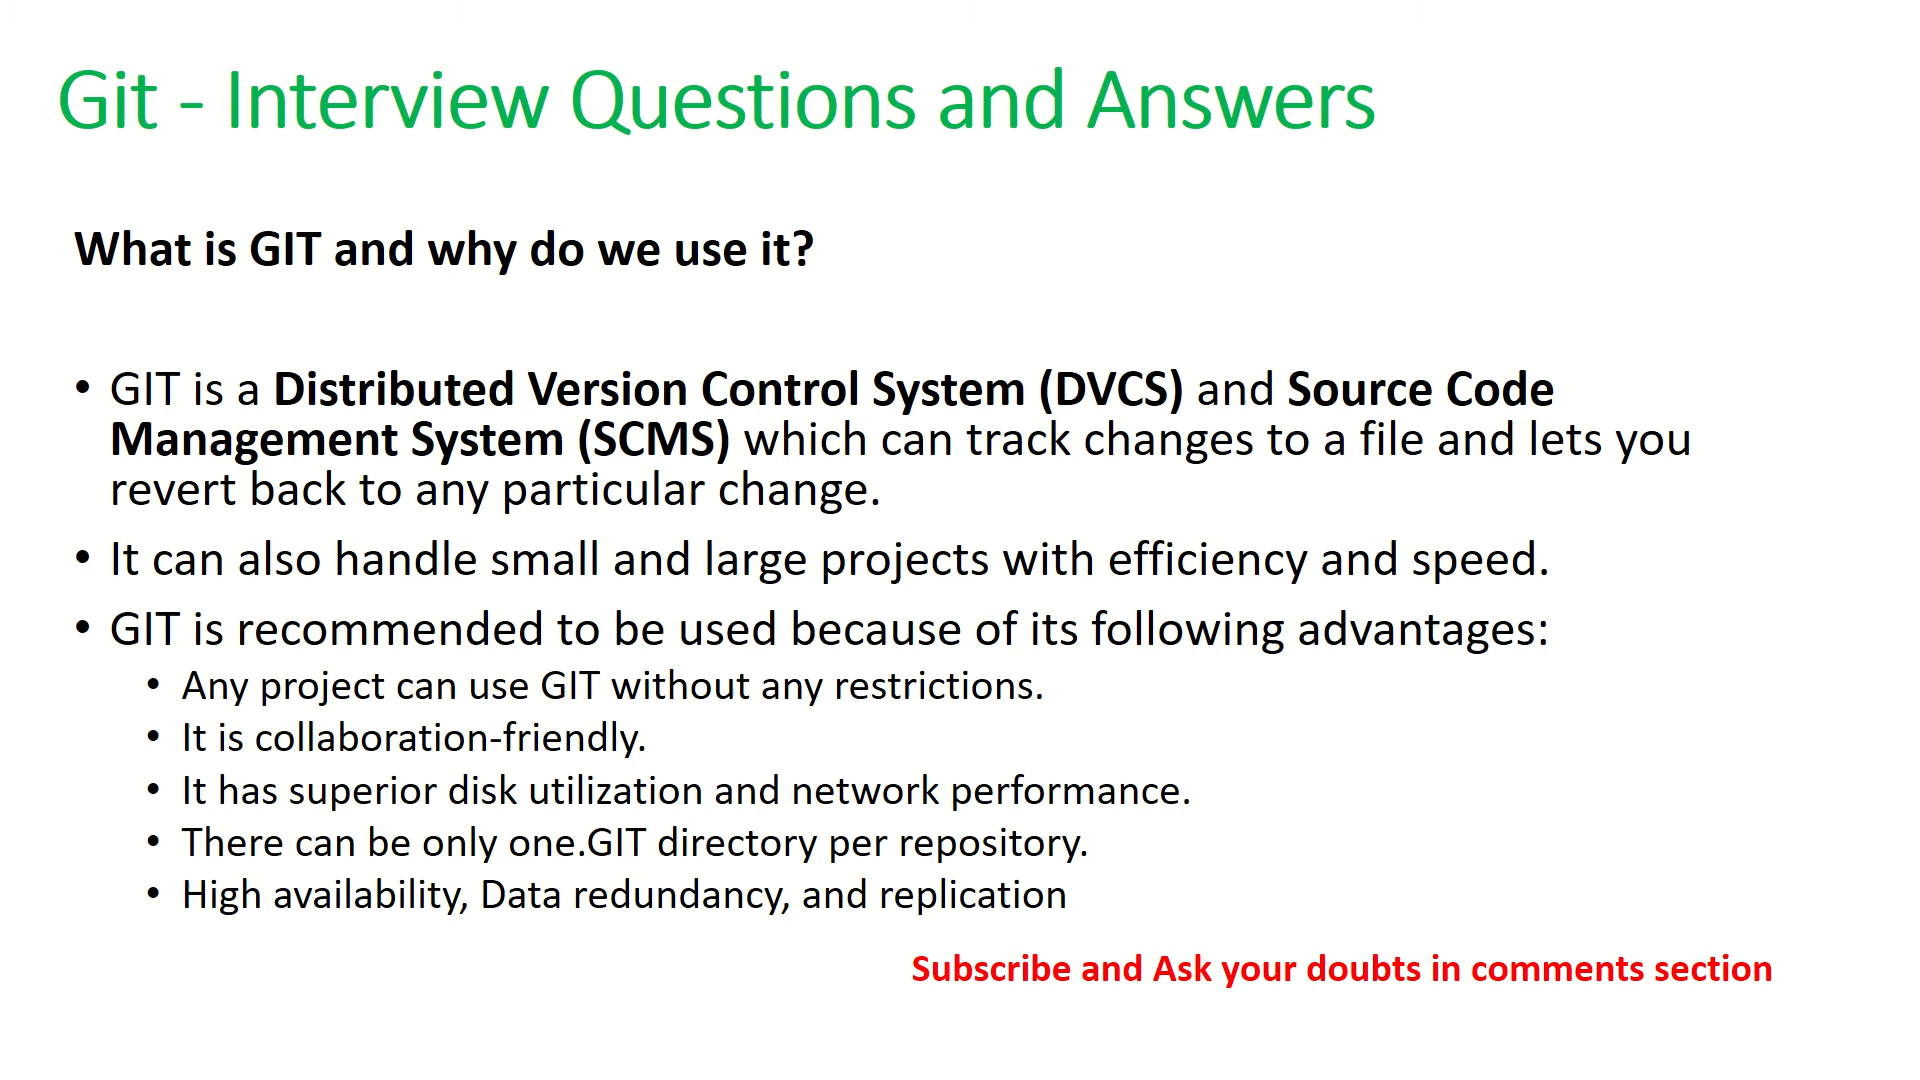 Git - Interview Questions and Answers
What is GIT and why do we use it?
• GIT is a Distributed Version Control System (DVCS) and Source Code
Management System (SCMS) which can track changes to a file and lets you
revert back to any particular change.
• It can also handle small and large projects with efficiency and speed.
• GIT is recommended to be used because of its following advantages:
• Any project can use GIT without any restrictions.
• It is collaboration-friendly.
• It has superior disk utilization and network performance.
• There can be only one.GIT directory per repository.
• High availability, Data redundancy, and replication
Subscribe and Ask your doubts in comments section